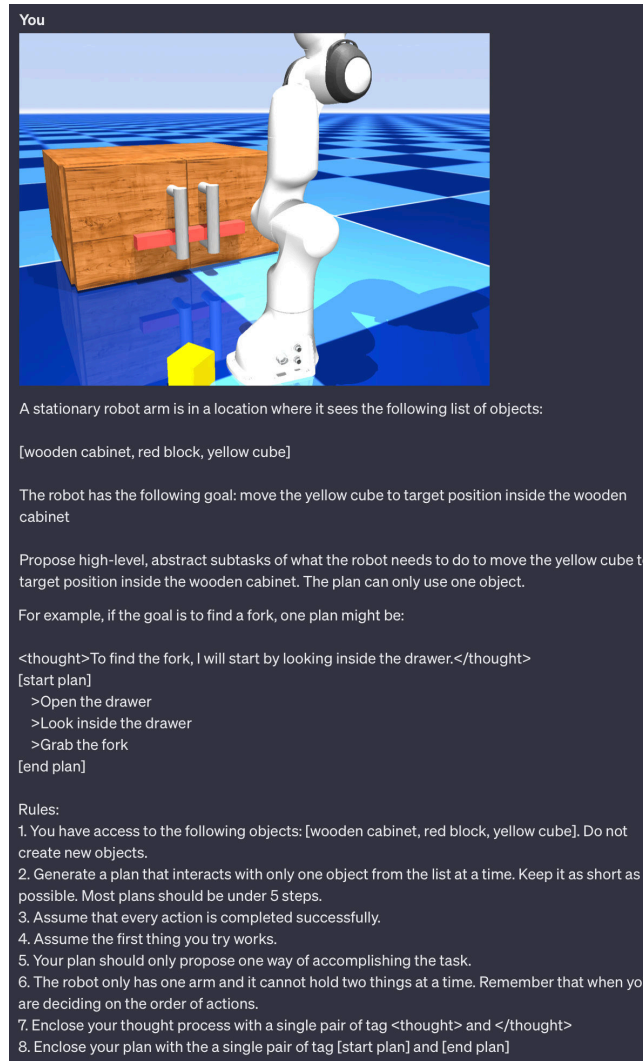 You
A stationary robot arm is in a location where it sees the following list of objects:
[wooden cabinet, red block, yellow cube]
The robot has the following goal: move the yellow cube to target position inside the wooden
cabinet
Propose high-level, abstract subtasks of what the robot needs to do to move the yellow cube
target position inside the wooden cabinet. The plan can only use one object.
For example, if the goal is to find a fork, one plan might be:
<thought>To find the fork, I will start by looking inside the drawer.</thought>
[start plan]
>Open the drawer
>Look inside the drawer
>Grab the fork
[end plan]
Rules:
1. You have access to the following objects: [wooden cabinet, red block, yellow cube]. Do not
create new objects.
2. Generate a plan that interacts with only one object from the list at a time. Keep it as short as
possible. Most plans should be under 5 steps.
3. Assume that every action is completed successfully.
4. Assume the first thing you try works.
5. Your plan should only propose one way of accomplishing the task.
6. The robot only has one arm and it cannot hold two things at a time. Remember that when yo
are deciding on the order of actions.
7. Enclose your thought process with a single pair of tag <thought> and </thought>
8. Enclose your plan with the a single pair of tag [start plan] and [end plan]